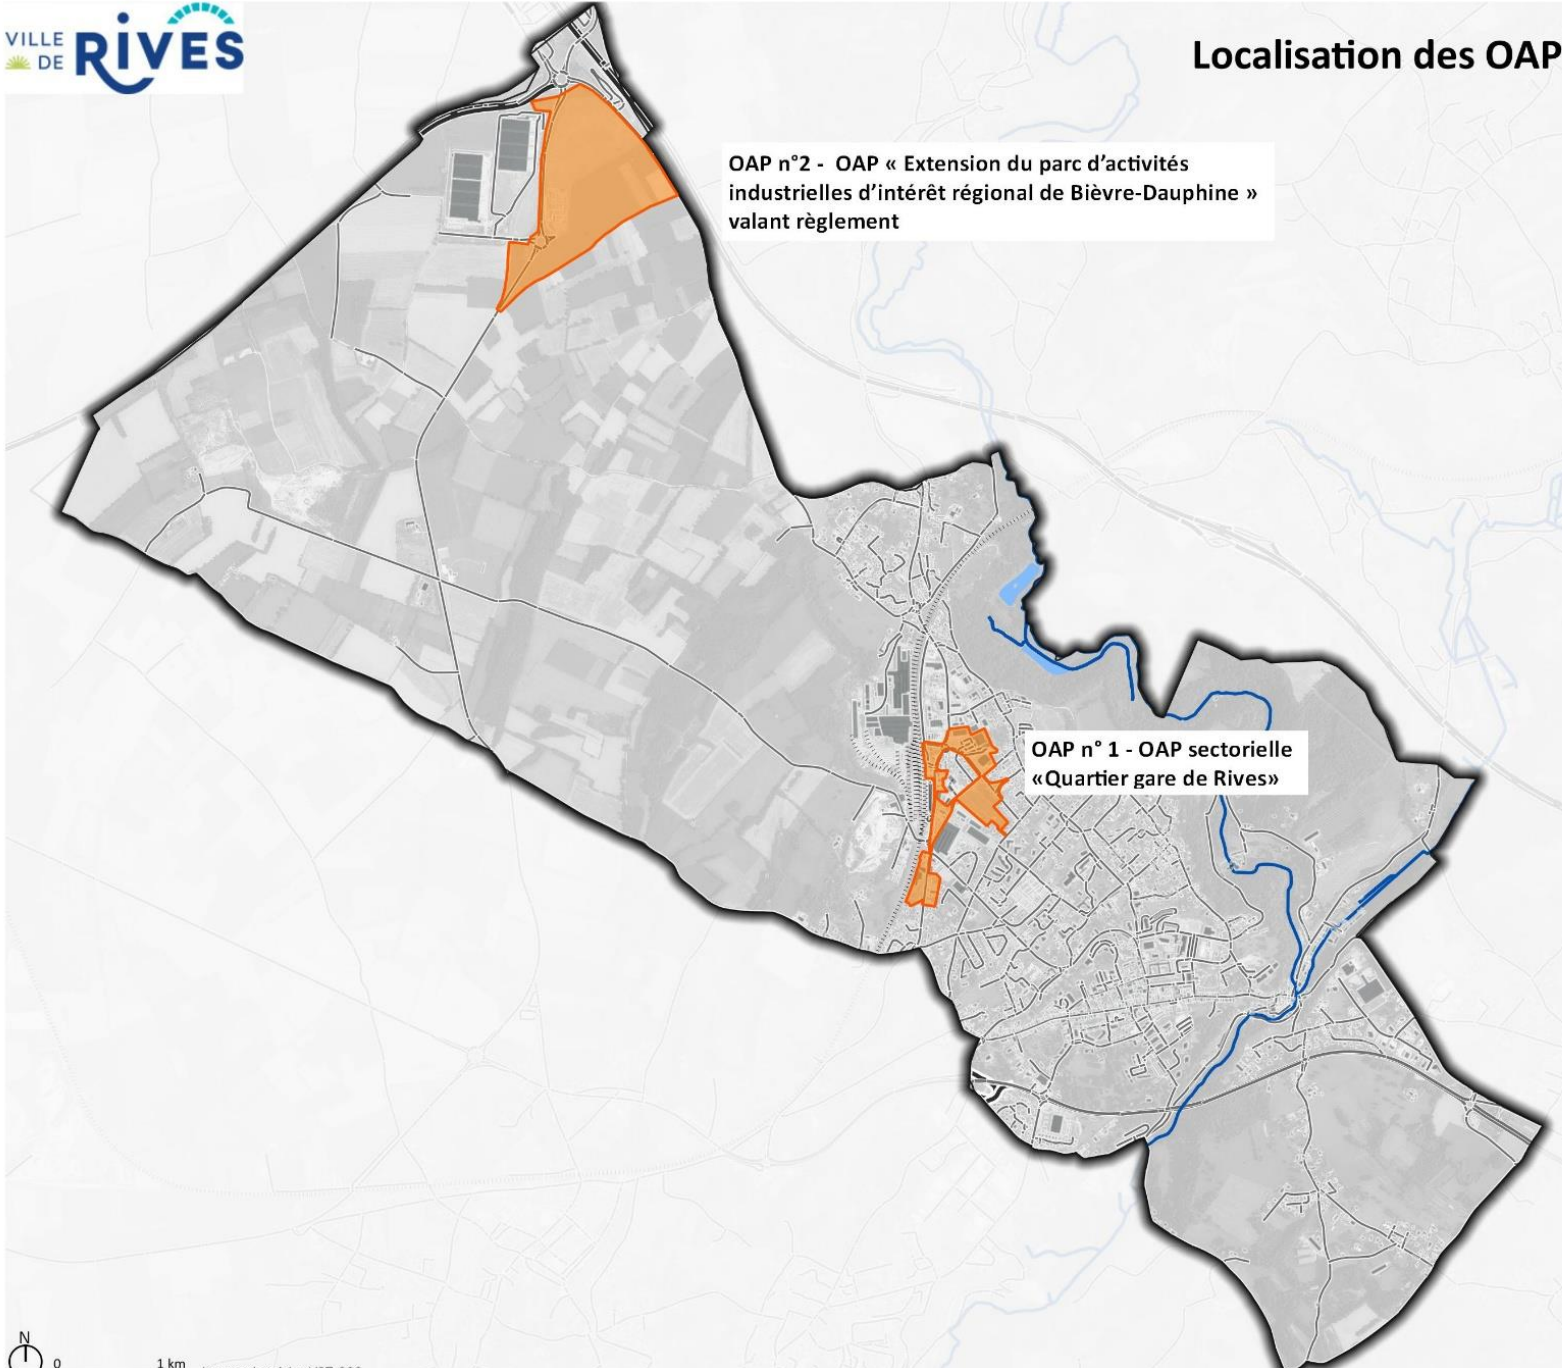 VILLE
DE RIVES
Localisation des OAP
OAP n°2 - OAP « Extension du parc d'activités
industrielles d'intérêt régional de Bièvre-Dauphine »
valant règlement
OAP n° 1 - OAP sectorielle
«Quartier gare de Rives»
N
0 1 km